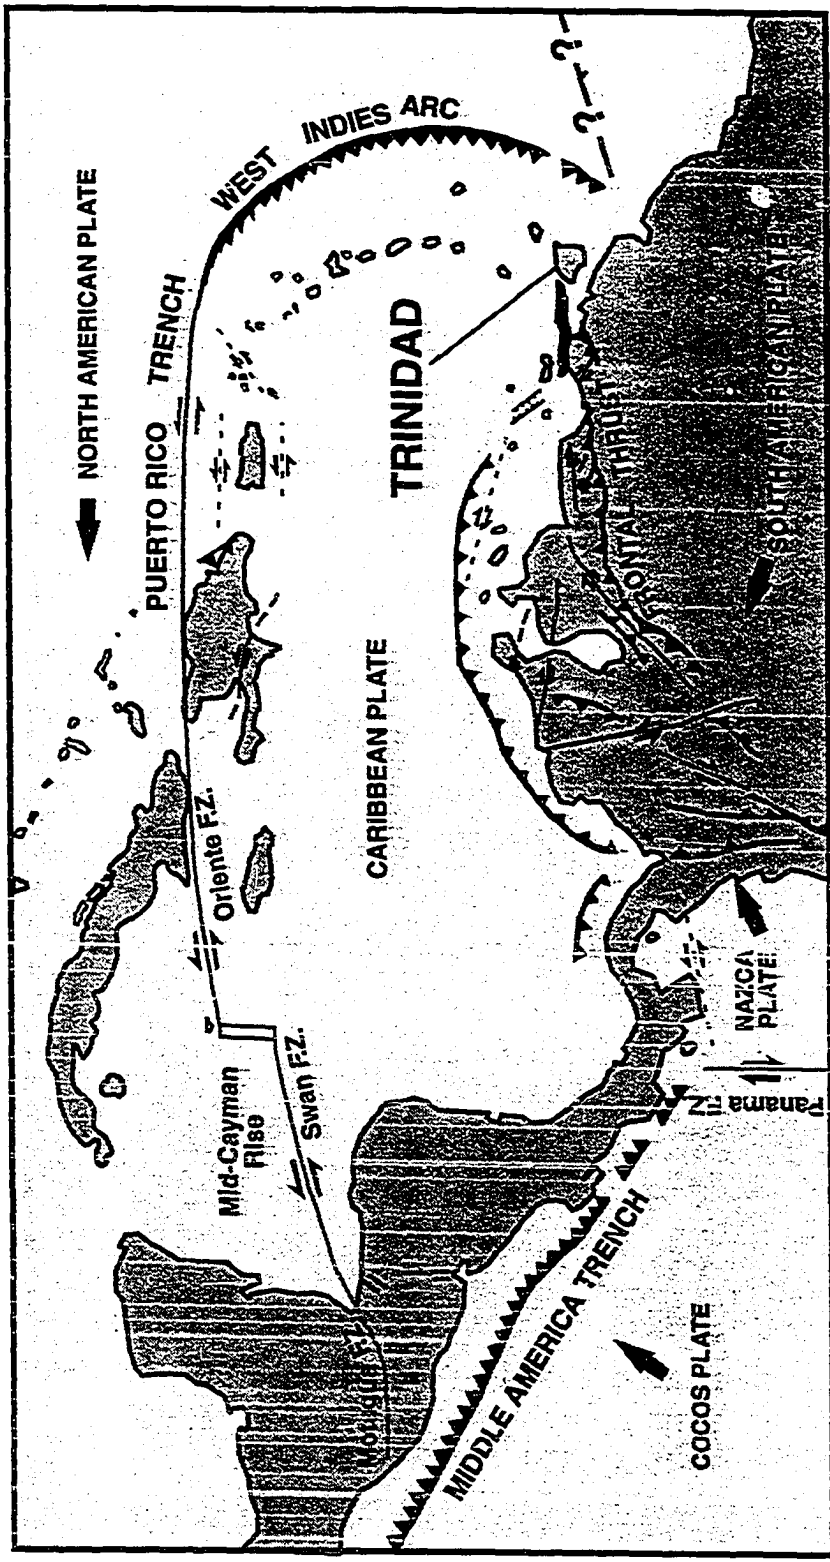 NORTH AMERICAN PLATE
WEST INDIES ARC
PUERTO RICO TRENCH
Oriente F.Z.
Mid-Cayman
Rise
Swan F.Z.
CARIBBEAN PLATE
TRINIDAD
?
?
FRONTAL THRUST
SOUTH AMERICAN PLATE
NAZCA
PLATE
Panama F.Z.
MIDDLE AMERICA TRENCH
COCOS PLATE